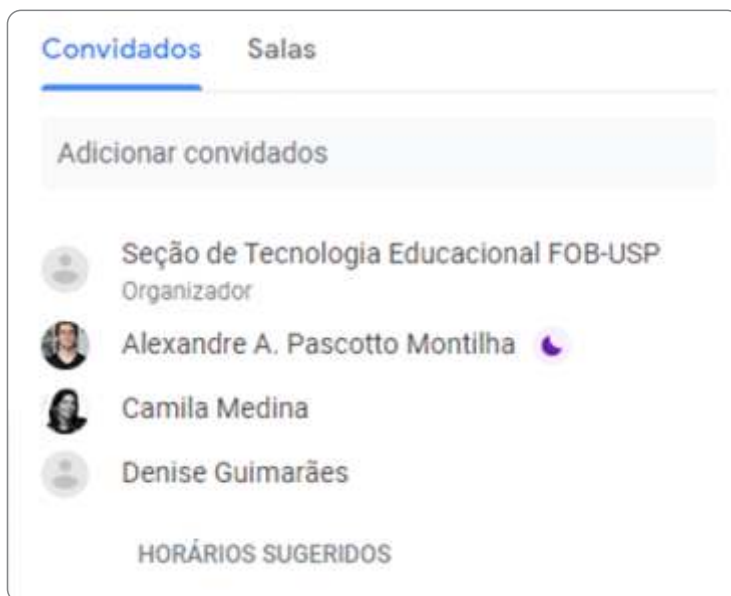 Convidados Salas
Adicionar convidados
Seção de Tecnologia Educacional FOB-USP
Organizador
Alexandre A. Pascotto Montilha
Camila Medina
Denise Guimarães
HORÁRIOS SUGERIDOS